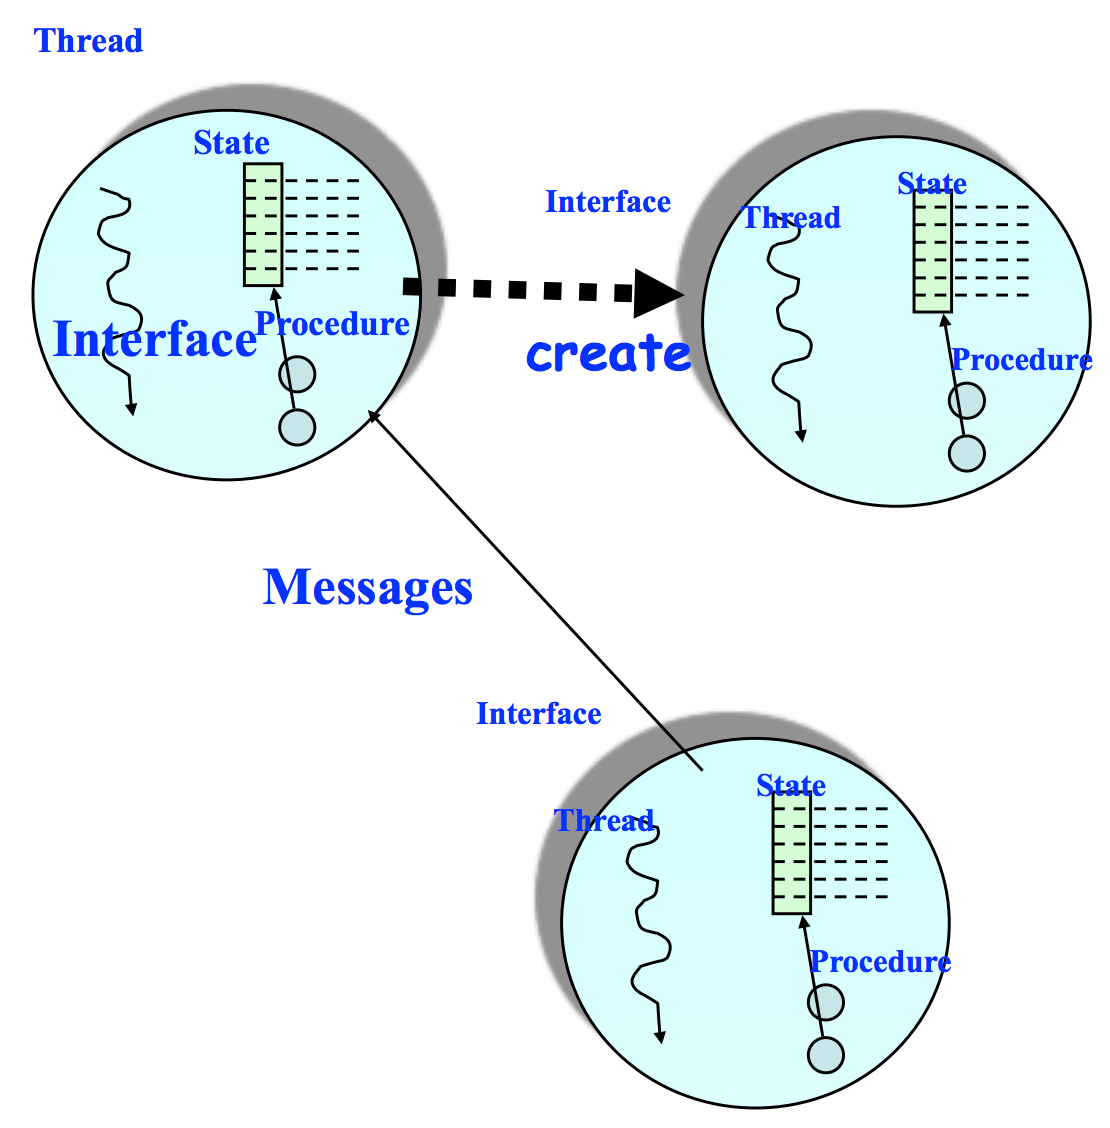 Thread
State
Interface
Procedure
Interface
State
Thread
create
Procedure
Messages
Interface
State
Thread
Procedure